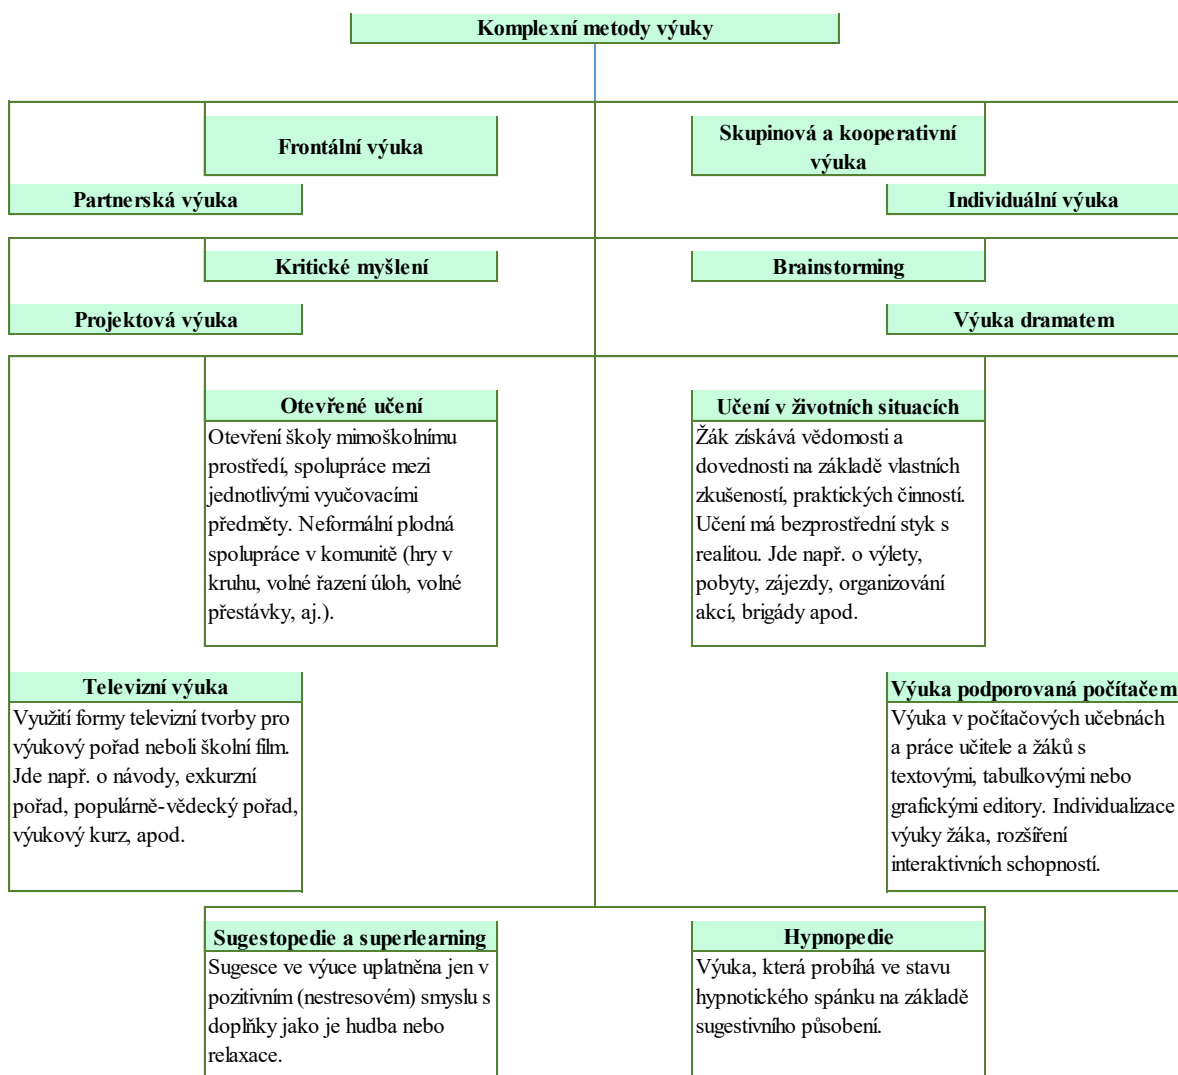 Komplexní metody výuky
Frontální výuka
Skupinová a kooperativní
výuka
Partnerská výuka
Individuální výuka
Kritické myšlení
Brainstorming
Projektová výuka
Výuka dramatem
Otevřené učení
Otevření školy mimoškolnímu
prostředí, spolupráce mezi
jednotlivými vyučovacími
předměty. Neformální plodná
spolupráce v komunitě (hry v
kruhu, volné řazení úloh, volné
přestávky, aj.).
Učení v životních situacích
Žák získává vědomosti a
dovednosti na základě vlastních
zkušeností, praktických činností.
Učení má bezprostřední styk s
realitou. Jde např. o výlety,
pobyty, zájezdy, organizování
akcí, brigády apod.
Televizní výuka
Využití formy televizní tvorby pro
výukový pořad neboli školní film.
Jde např. o návody, exkurzní
pořad, populárně-vědecký pořad,
výukový kurz, apod.
Výuka podporovaná počítačem
Výuka v počítačových učebnách
a práce učitele a žáků s
textovými, tabulkovými nebo
grafickými editory. Individualizace
výuky žáka, rozšíření
interaktivních schopností.
Sugestopedie a superlearning
Sugesce ve výuce uplatněna jen v
pozitivním (nestresovém) smyslu s
doplňky jako je hudba nebo
relaxace.
Hypnopedie
Výuka, která probíhá ve stavu
hypnotického spánku na základě
sugestivního působení.